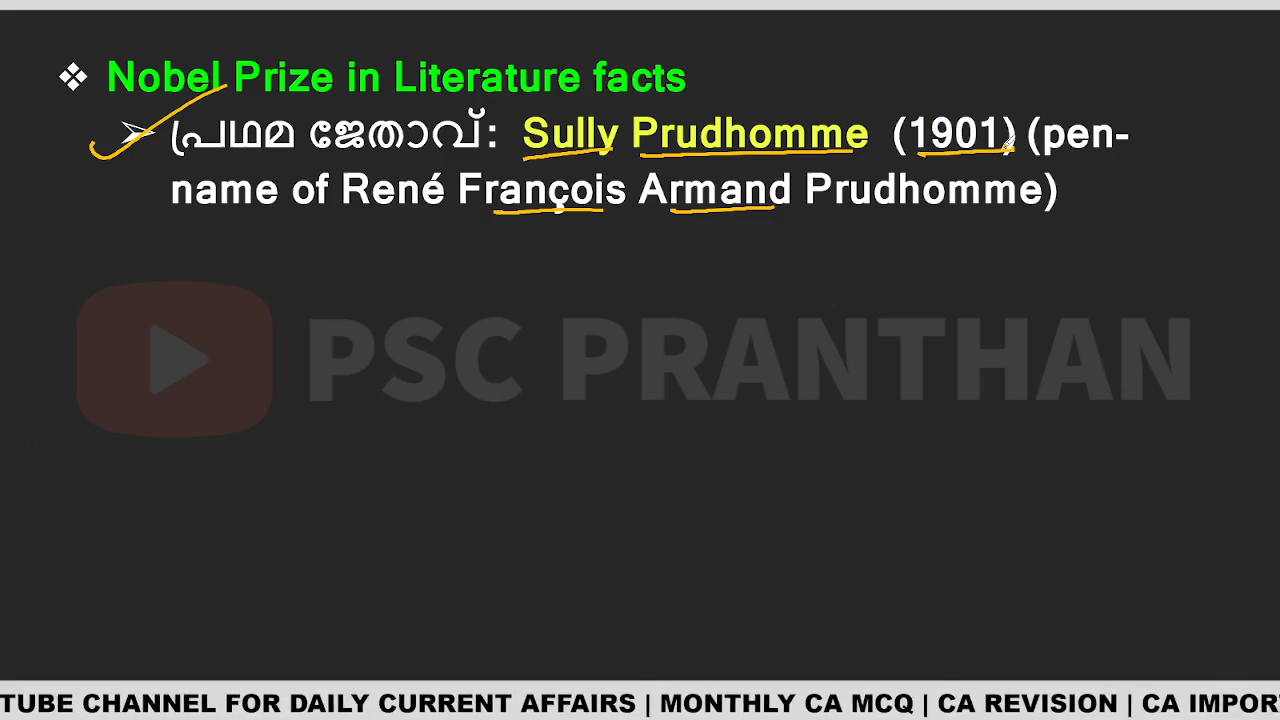 ❖ Nobel Prize in Literature facts
➢ പ്രഥമ ജേതാവ്: Sully Prudhomme (1901) (pen-
name of René François Armand Prudhomme)
PSC PRANTHAN
TUBE CHANNEL FOR DAILY CURRENT AFFAIRS | MONTHLY CA MCQ | CA REVISION | CA IMPOR